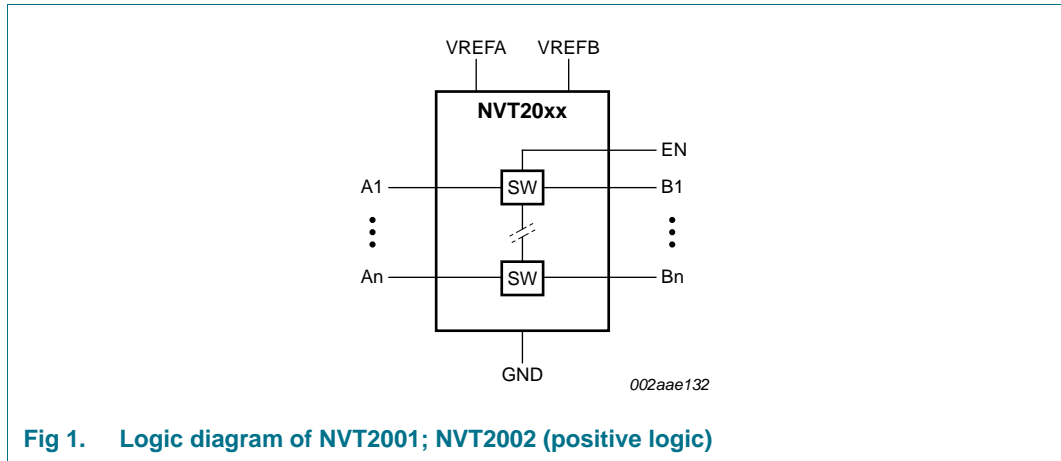 VREFA VREFB
NVT20xx
EN
A1 SW B1
An SW Bn
GND
002aae132
Fig 1. Logic diagram of NVT2001; NVT2002 (positive logic)